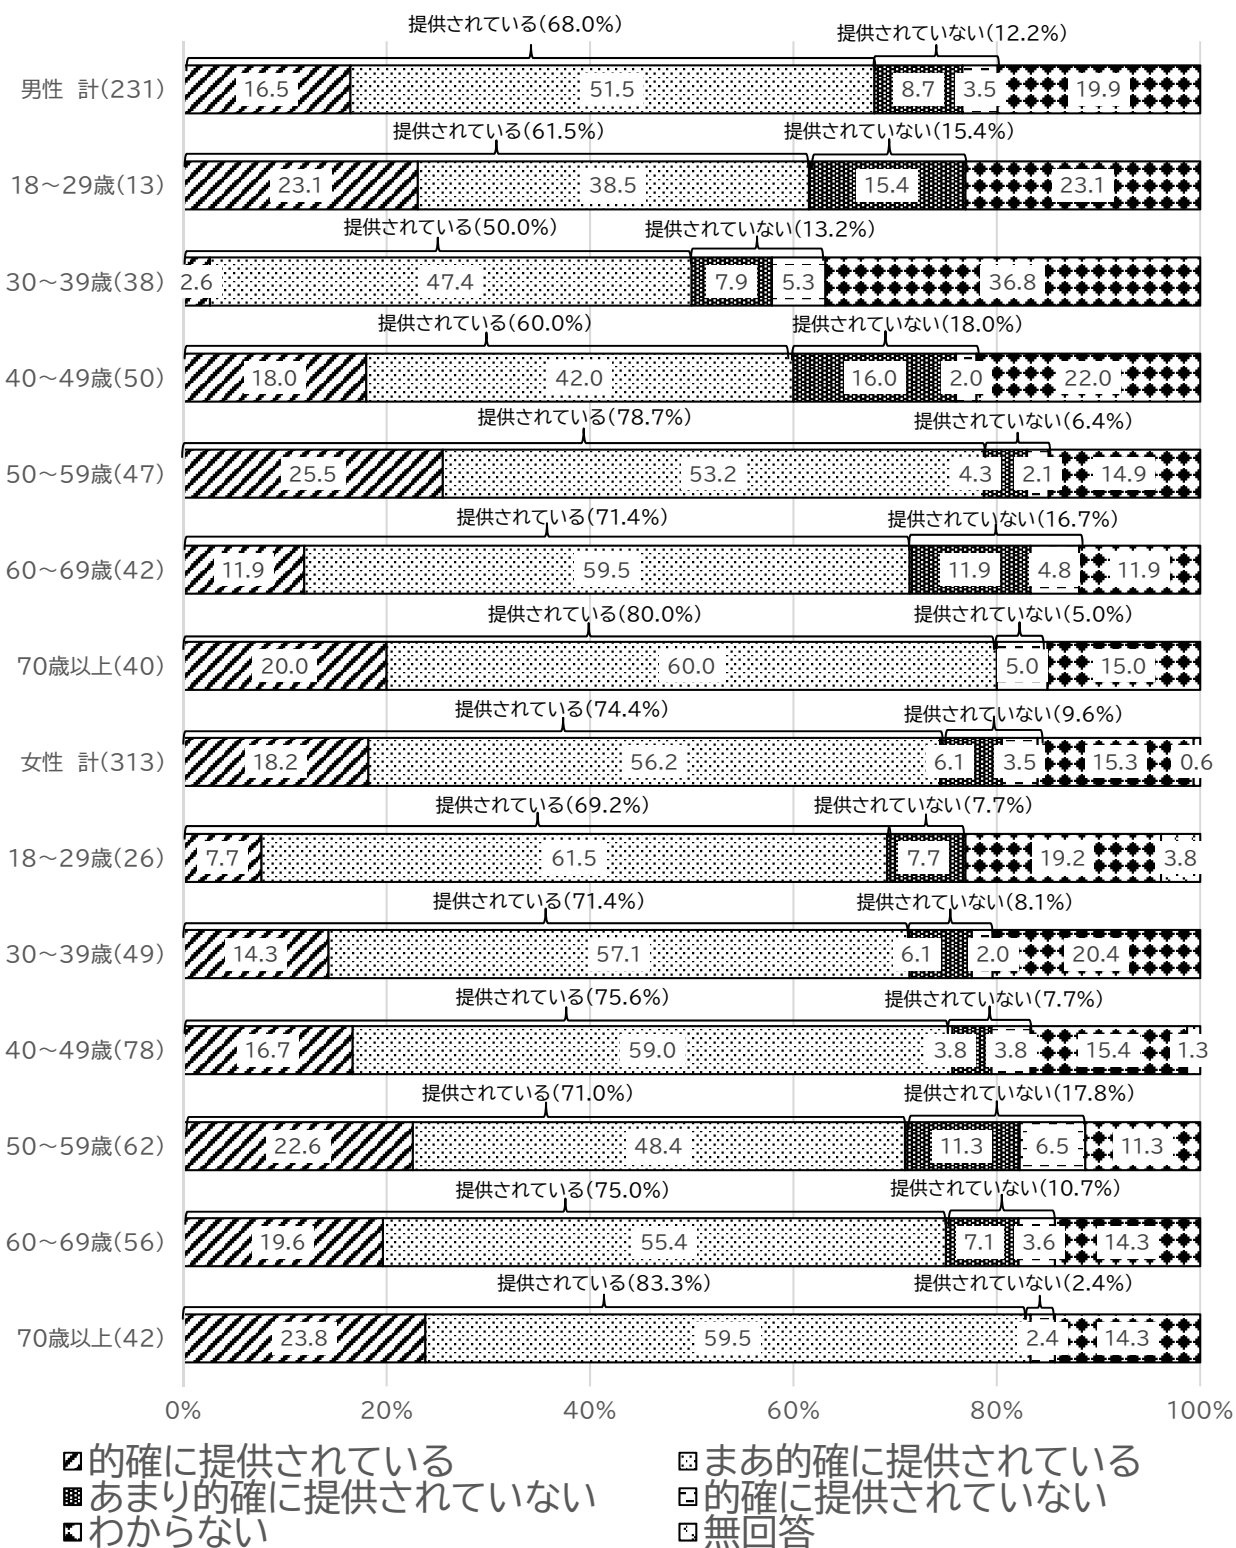 提供されている(68.0%) 提供されていない(12.2%)
男性 計(231) 16.5 51.5 8.7 3.5 19.9
提供されている(61.5%) 提供されていない(15.4%)
18～29歳(13) 23.1 38.5 15.4 23.1
提供されている(50.0%) 提供されていない(13.2%)
30～39歳(38) 2.6 47.4 7.9 5.3 36.8
提供されている(60.0%) 提供されていない(18.0%)
40～49歳(50) 18.0 42.0 16.0 2.0 22.0
提供されている(78.7%) 提供されていない(6.4%)
50～59歳(47) 25.5 53.2 4.3 2.1 14.9
提供されている(71.4%) 提供されていない(16.7%)
60～69歳(42) 11.9 59.5 11.9 4.8 11.9
提供されている(80.0%) 提供されていない(5.0%)
70歳以上(40) 20.0 60.0 5.0 15.0
提供されている(74.4%) 提供されていない(9.6%)
女性 計(313) 18.2 56.2 6.1 3.5 15.3 0.6
提供されている(69.2%) 提供されていない(7.7%)
18～29歳(26) 7.7 61.5 7.7 19.2 3.8
提供されている(71.4%) 提供されていない(8.1%)
30～39歳(49) 14.3 57.1 6.1 2.0 20.4
提供されている(75.6%) 提供されていない(7.7%)
40～49歳(78) 16.7 59.0 3.8 3.8 15.4 1.3
提供されている(71.0%) 提供されていない(17.8%)
50～59歳(62) 22.6 48.4 11.3 6.5 11.3
提供されている(75.0%) 提供されていない(10.7%)
60～69歳(56) 19.6 55.4 7.1 3.6 14.3
提供されている(83.3%) 提供されていない(2.4%)
70歳以上(42) 23.8 59.5 2.4 14.3
0% 20% 40% 60% 80% 100%
的確に提供されている まあ的確に提供されている
あまり的確に提供されていない 的確に提供されていない
わからない 無回答